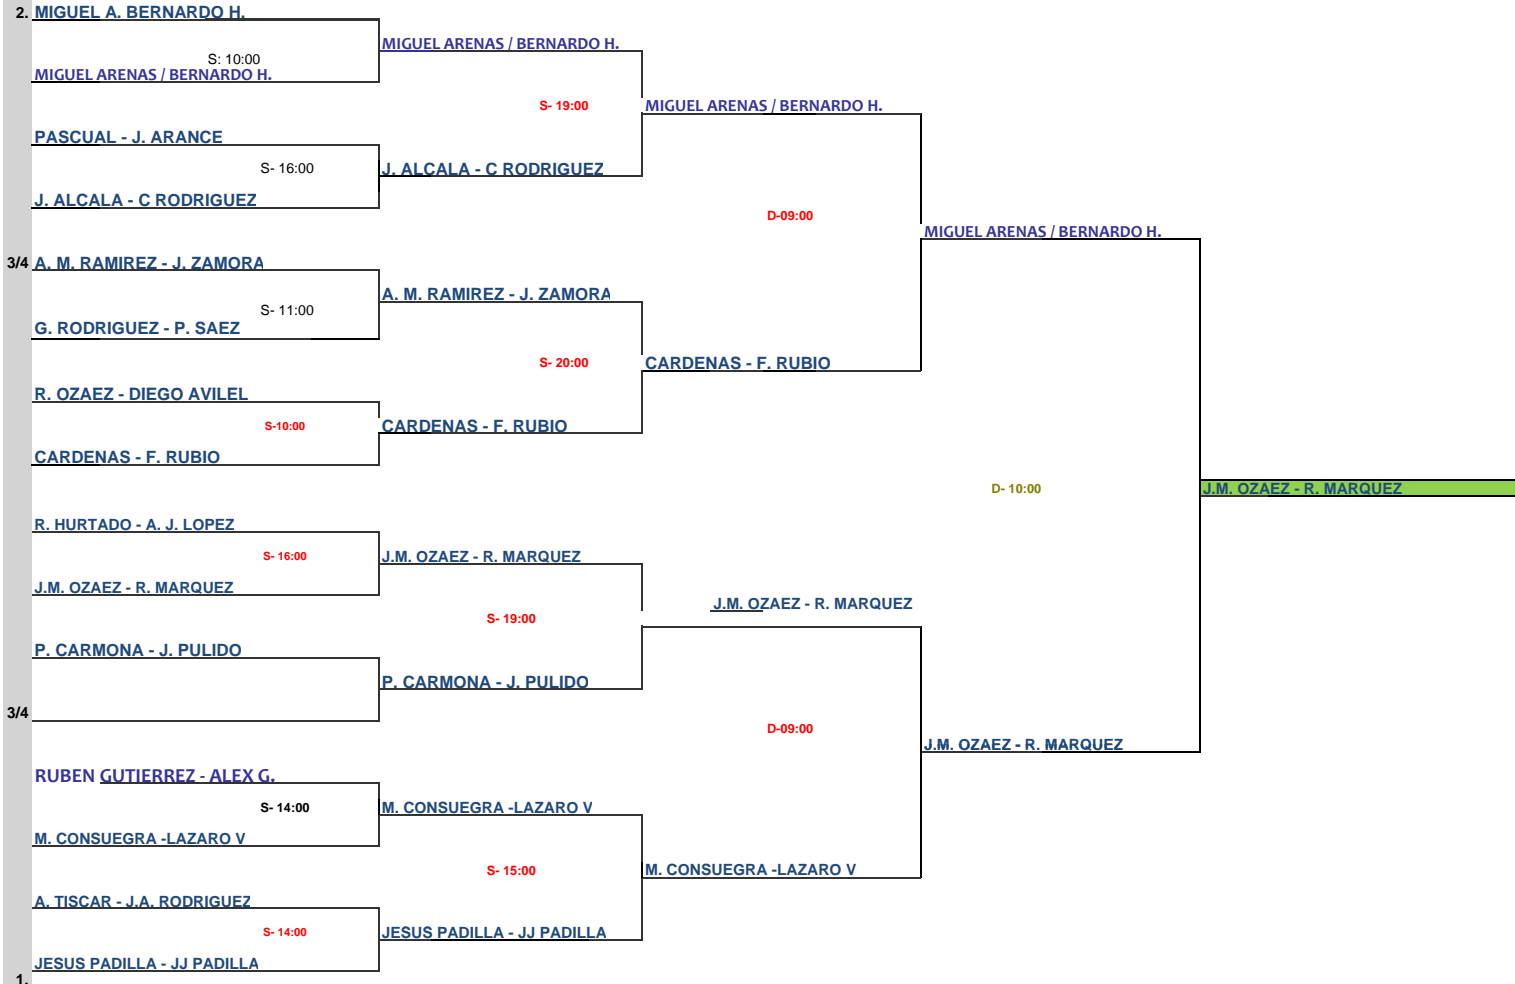 2. MIGUEL A. BERNARDO H.
MIGUEL ARENAS / BERNARDO H.
S: 10:00
MIGUEL ARENAS / BERNARDO H.
S- 19:00
MIGUEL ARENAS / BERNARDO H.
PASCUAL - J. ARANCE
S- 16:00
J. ALCALA - C RODRIGUEZ
J. ALCALA - C RODRIGUEZ
D-09:00
MIGUEL ARENAS / BERNARDO H.
3/4 A. M. RAMIREZ - J. ZAMORA
A. M. RAMIREZ - J. ZAMORA
S- 11:00
G. RODRIGUEZ - P. SAEZ
S- 20:00
CARDENAS - F. RUBIO
R. OZAEZ - DIEGO AVILEL
S-10:00
CARDENAS - F. RUBIO
CARDENAS - F. RUBIO
D- 10:00
J.M. OZAEZ - R. MARQUEZ
R. HURTADO - A. J. LOPEZ
S- 16:00
J.M. OZAEZ - R. MARQUEZ
J.M. OZAEZ - R. MARQUEZ
J.M. OZAEZ - R. MARQUEZ
S- 19:00
P. CARMONA - J. PULIDO
P. CARMONA - J. PULIDO
3/4
D-09:00
J.M. OZAEZ - R. MARQUEZ
RUBEN GUTIERREZ - ALEX G.
S- 14:00
M. CONSUEGRA -LAZARO V
M. CONSUEGRA -LAZARO V
S- 15:00
M. CONSUEGRA -LAZARO V
A. TISCAR - J.A. RODRIGUEZ
S- 14:00
JESUS PADILLA - JJ PADILLA
JESUS PADILLA - JJ PADILLA
1.